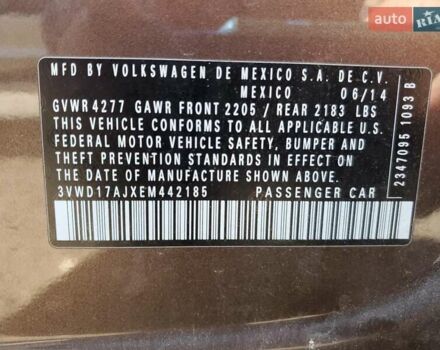 MFD BY VOLKSWAGEN DE MEXICO S.A. DE C.V.
MEXICO 06/14
GVWR 4277 GAWR FRONT 2205 / REAR 2183 LBS
THIS VEHICLE CONFORMS TO ALL APPLICABLE
FEDERAL MOTOR VEHICLE SAFETY, BUMPER AND
THEFT PREVENTION STANDARDS IN EFFECT ON
THE DATE OF MANUFACTURE SHOWN ABOVE.
3VWD17AJXEM442185 PASSENGER CAR
2347095 1093 B
RIA